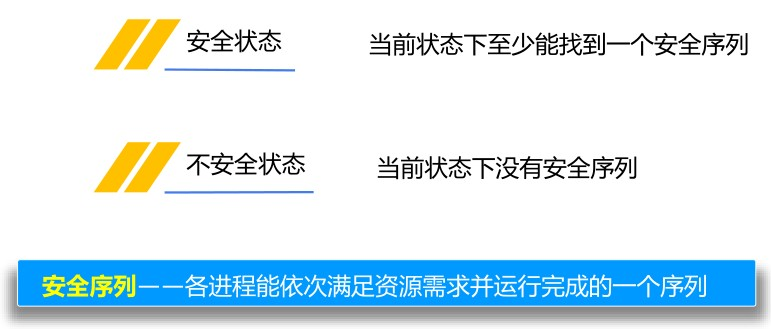 安全状态 当前状态下至少能找到一个安全序列
不安全状态 当前状态下没有安全序列
安全序列——各进程能依次满足资源需求并运行完成的一个序列